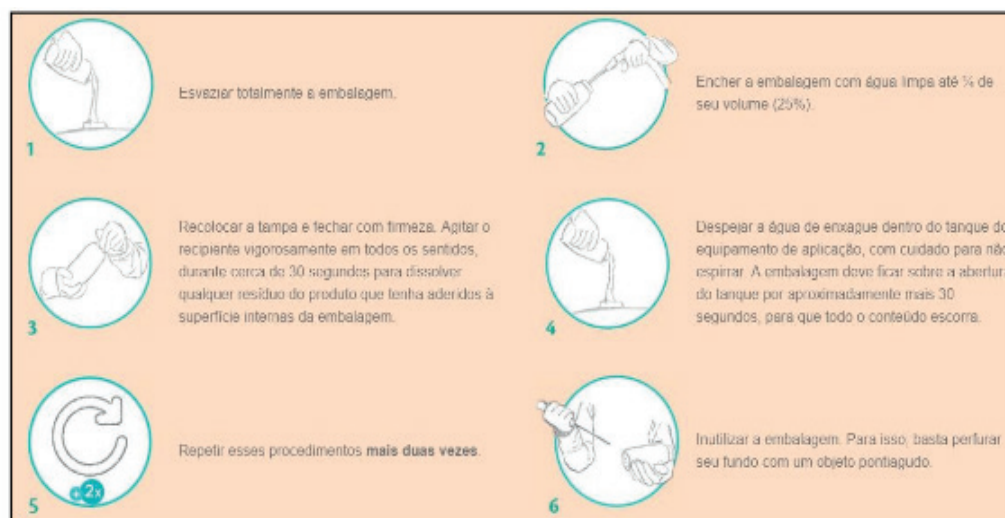 1
Esvaziar totalmente a embalagem.
2
Encher a embalagem com água limpa até ¼ de
seu volume (25%).
3
Recolocar a tampa e fechar com firmeza. Agitar o
recipiente vigorosamente em todos os sentidos,
durante cerca de 30 segundos para dissolver
qualquer resíduo do produto que tenha aderidos à
superfície internas da embalagem.
4
Despejar a água de enxague dentro do tanque do
equipamento de aplicação, com cuidado para não
espirrar. A embalagem deve ficar sobre a abertura
do tanque por aproximadamente mais 30
segundos, para que todo o conteúdo escorra.
5
+ 2x
Repetir esses procedimentos mais duas vezes.
6
Inutilizar a embalagem. Para isso, basta perfurar
seu fundo com um objeto pontiagudo.